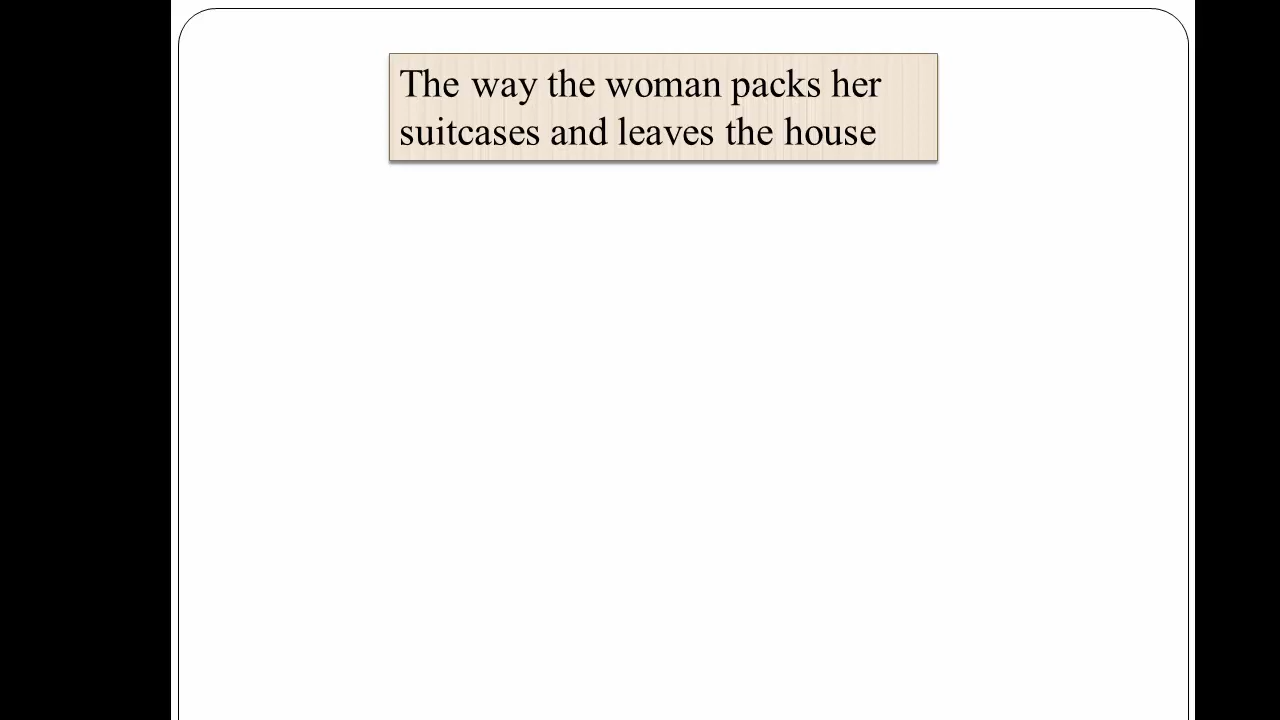 The way the woman packs her
suitcases and leaves the house